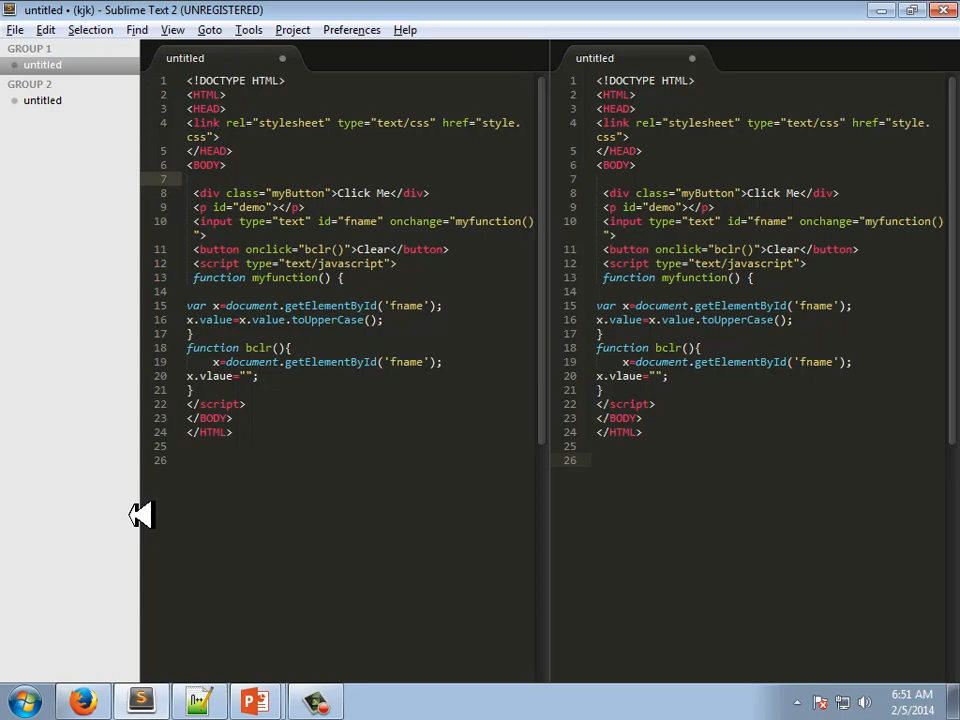 untitled • (kjk) - Sublime Text 2 (UNREGISTERED)
File Edit Selection Find View Goto Tools Project Preferences Help
GROUP 1
untitled
GROUP 2
untitled
untitled
1 <!DOCTYPE HTML>
2 <HTML>
3 <HEAD>
4 <link rel="stylesheet" type="text/css" href="style.
css">
5 </HEAD>
6 <BODY>
7
8 <div class="myButton">Click Me</div>
9 <p id="demo"></p>
10 <input type="text" id="fname" onchange="myfunction()
">
11 <button onclick="bclr()">Clear</button>
12 <script type="text/javascript">
13 function myfunction() {
14
15 var x=document.getElementById('fname');
16 x.value=x.value.toUpperCase();
17 }
18 function bclr(){
19 x=document.getElementById('fname');
20 x.vlaue="";
21 }
22 </script>
23 </BODY>
24 </HTML>
25
26
untitled
1 <!DOCTYPE HTML>
2 <HTML>
3 <HEAD>
4 <link rel="stylesheet" type="text/css" href="style.
css">
5 </HEAD>
6 <BODY>
7
8 <div class="myButton">Click Me</div>
9 <p id="demo"></p>
10 <input type="text" id="fname" onchange="myfunction()
">
11 <button onclick="bclr()">Clear</button>
12 <script type="text/javascript">
13 function myfunction() {
14
15 var x=document.getElementById('fname');
16 x.value=x.value.toUpperCase();
17 }
18 function bclr(){
19 x=document.getElementById('fname');
20 x.vlaue="";
21 }
22 </script>
23 </BODY>
24 </HTML>
25
26
6:51 AM
2/5/2014